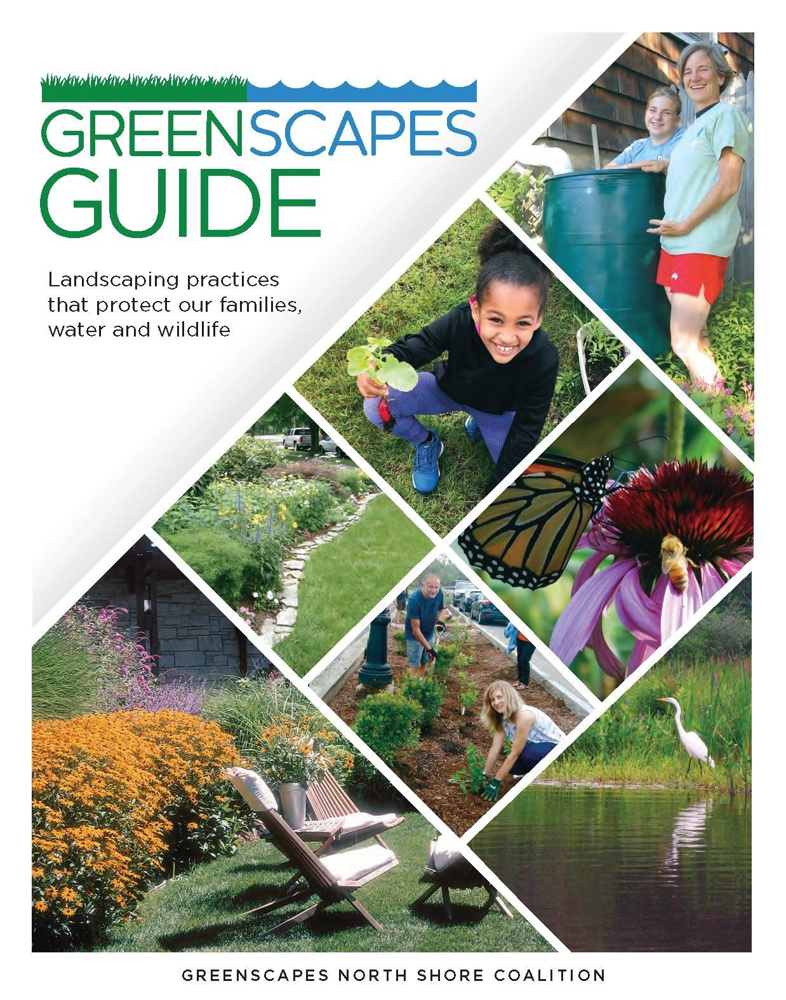 GREENSCAPES
GUIDE
Landscaping practices
that protect our families,
water and wildlife
GREENSCAPES NORTH SHORE COALITION